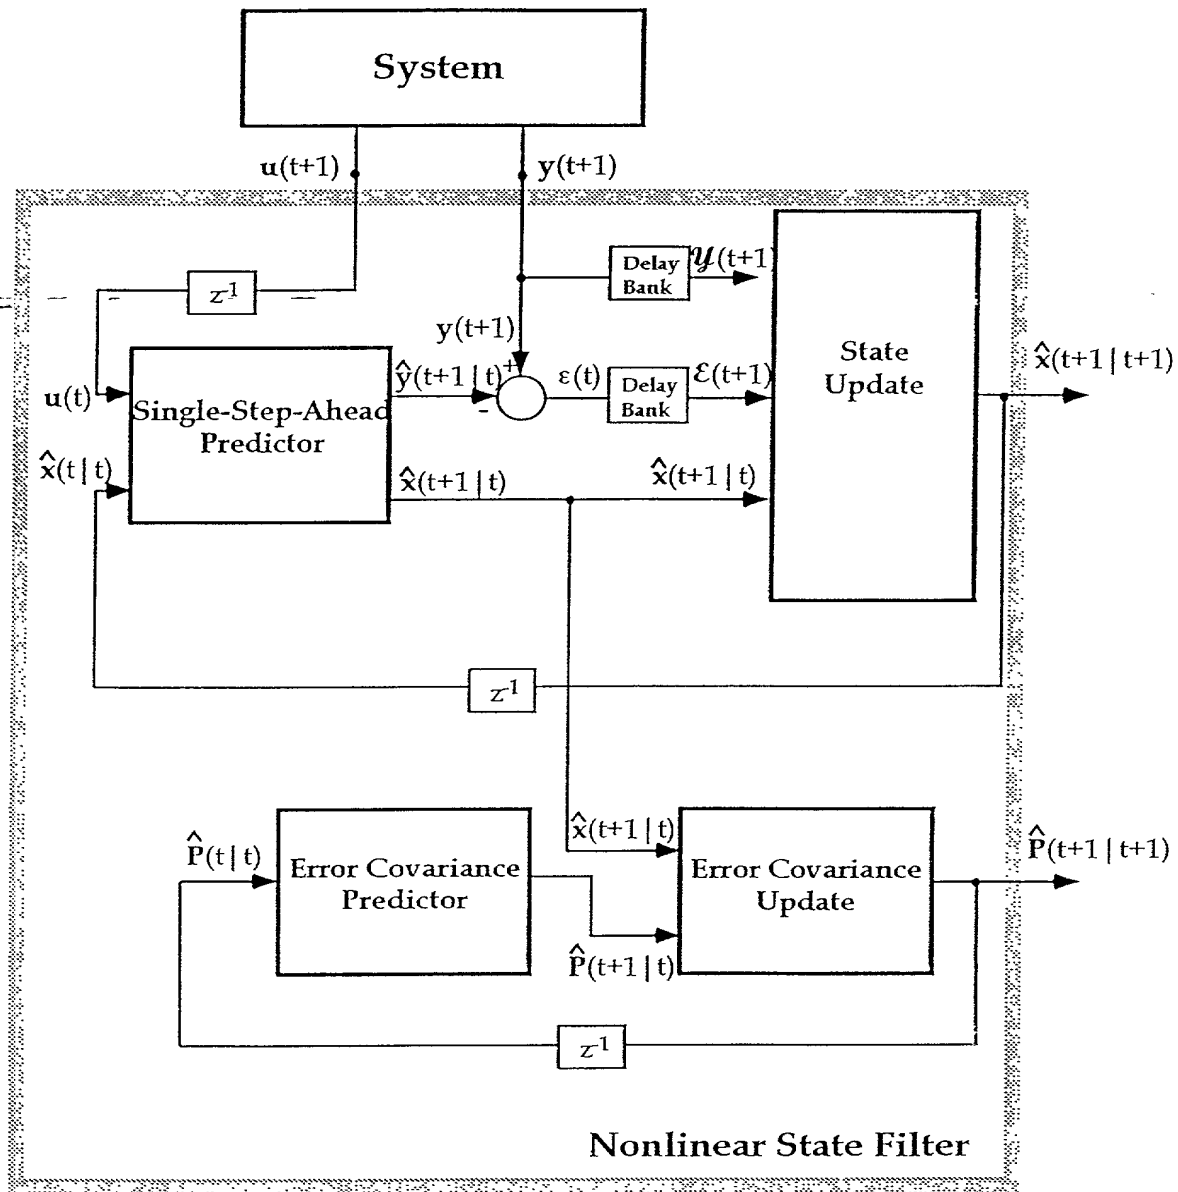 System
u(t+1)
y(t+1)
Delay
Bank
𝒴(t+1)
z⁻¹
y(t+1)
State
Update
x̂(t+1|t+1)
ŷ(t+1|t)
+
-
ε(t)
Delay
Bank
ℰ(t+1)
u(t)
Single-Step-Ahead
Predictor
x̂(t|t)
x̂(t+1|t)
x̂(t+1|t)
z⁻¹
x̂(t+1|t)
P̂(t|t)
Error Covariance
Predictor
Error Covariance
Update
P̂(t+1|t+1)
P̂(t+1|t)
z⁻¹
Nonlinear State Filter